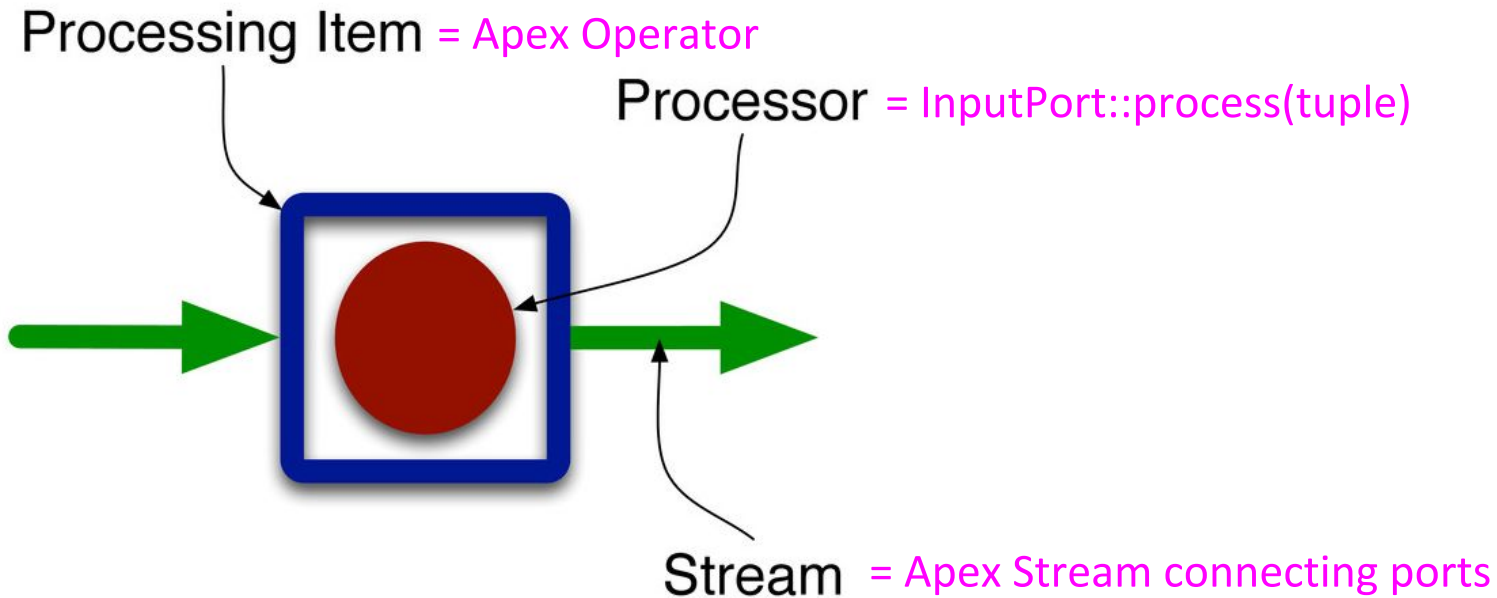 Processing Item = Apex Operator
Processor = InputPort::process(tuple)
Stream = Apex Stream connecting ports